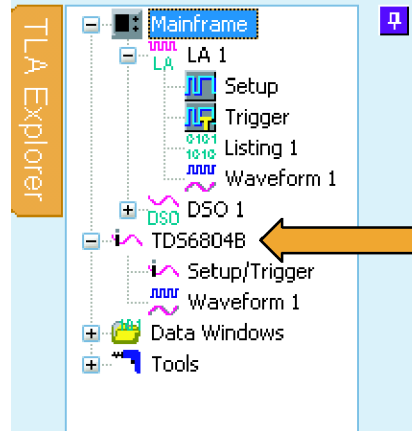 TLA Explorer
Mainframe
LA LA 1
Setup
Trigger
0101
1010 Listing 1
Waveform 1
DSO DSO 1
TDS6804B
Setup/Trigger
Waveform 1
Data Windows
Tools